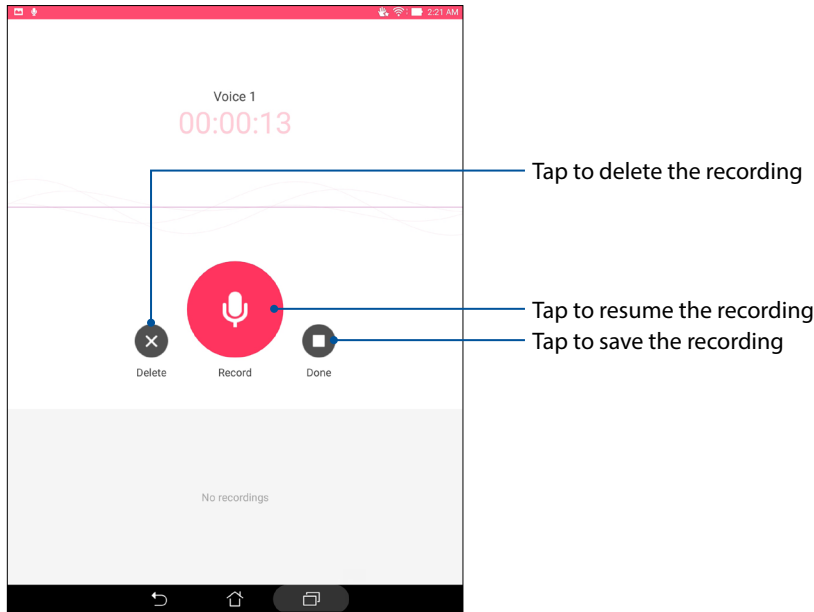 2:21 AM
Voice 1
00:00:13
Tap to delete the recording
Tap to resume the recording
Tap to save the recording
Delete
Record
Done
No recordings